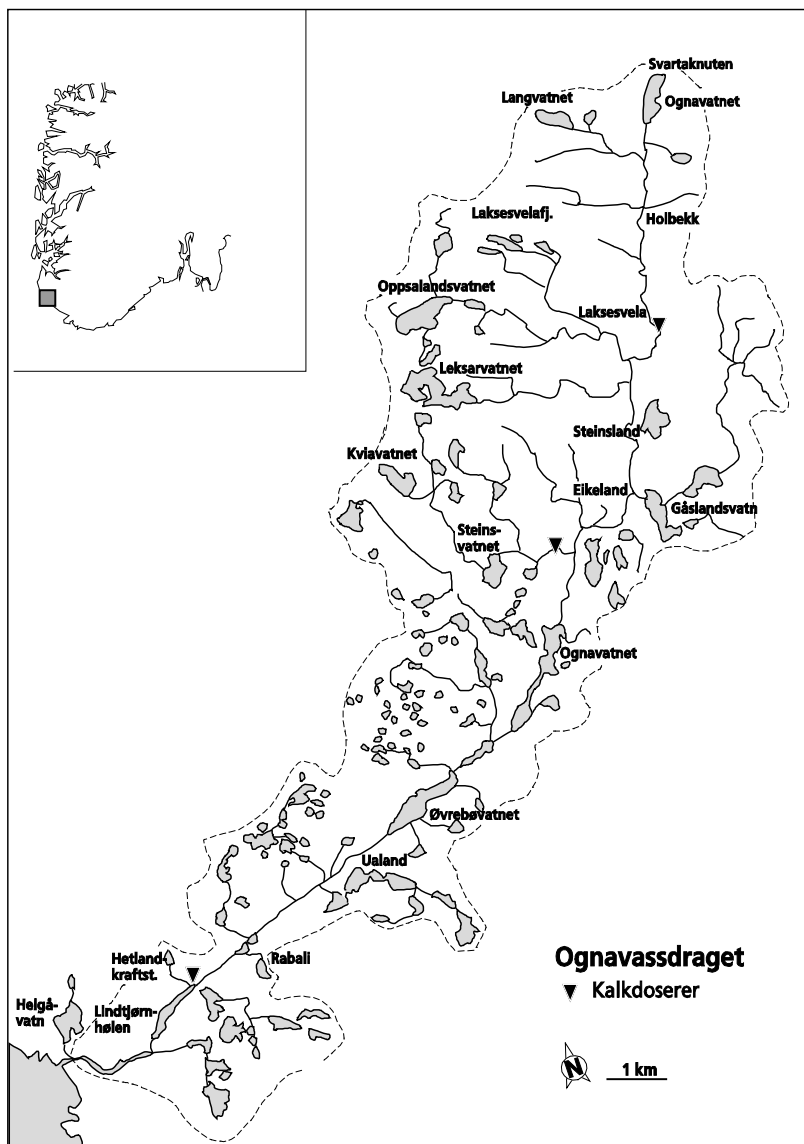 Svartaknuten
Langvatnet
Ognavatnet
Laksesvelafj.
Holbekk
Oppsalandsvatnet
Laksesvela
Leksarvatnet
Steinsland
Kviavatnet
Eikeland
Gåslandsvatn
Steins-
vatnet
Ognavatnet
Øvrebøvatnet
Ualand
Hetland-
kraftst.
Rabali
Helgå-
vatn
Lindtjørn-
hølen
Ognavassdraget
Kalkdoserer
N
1 km